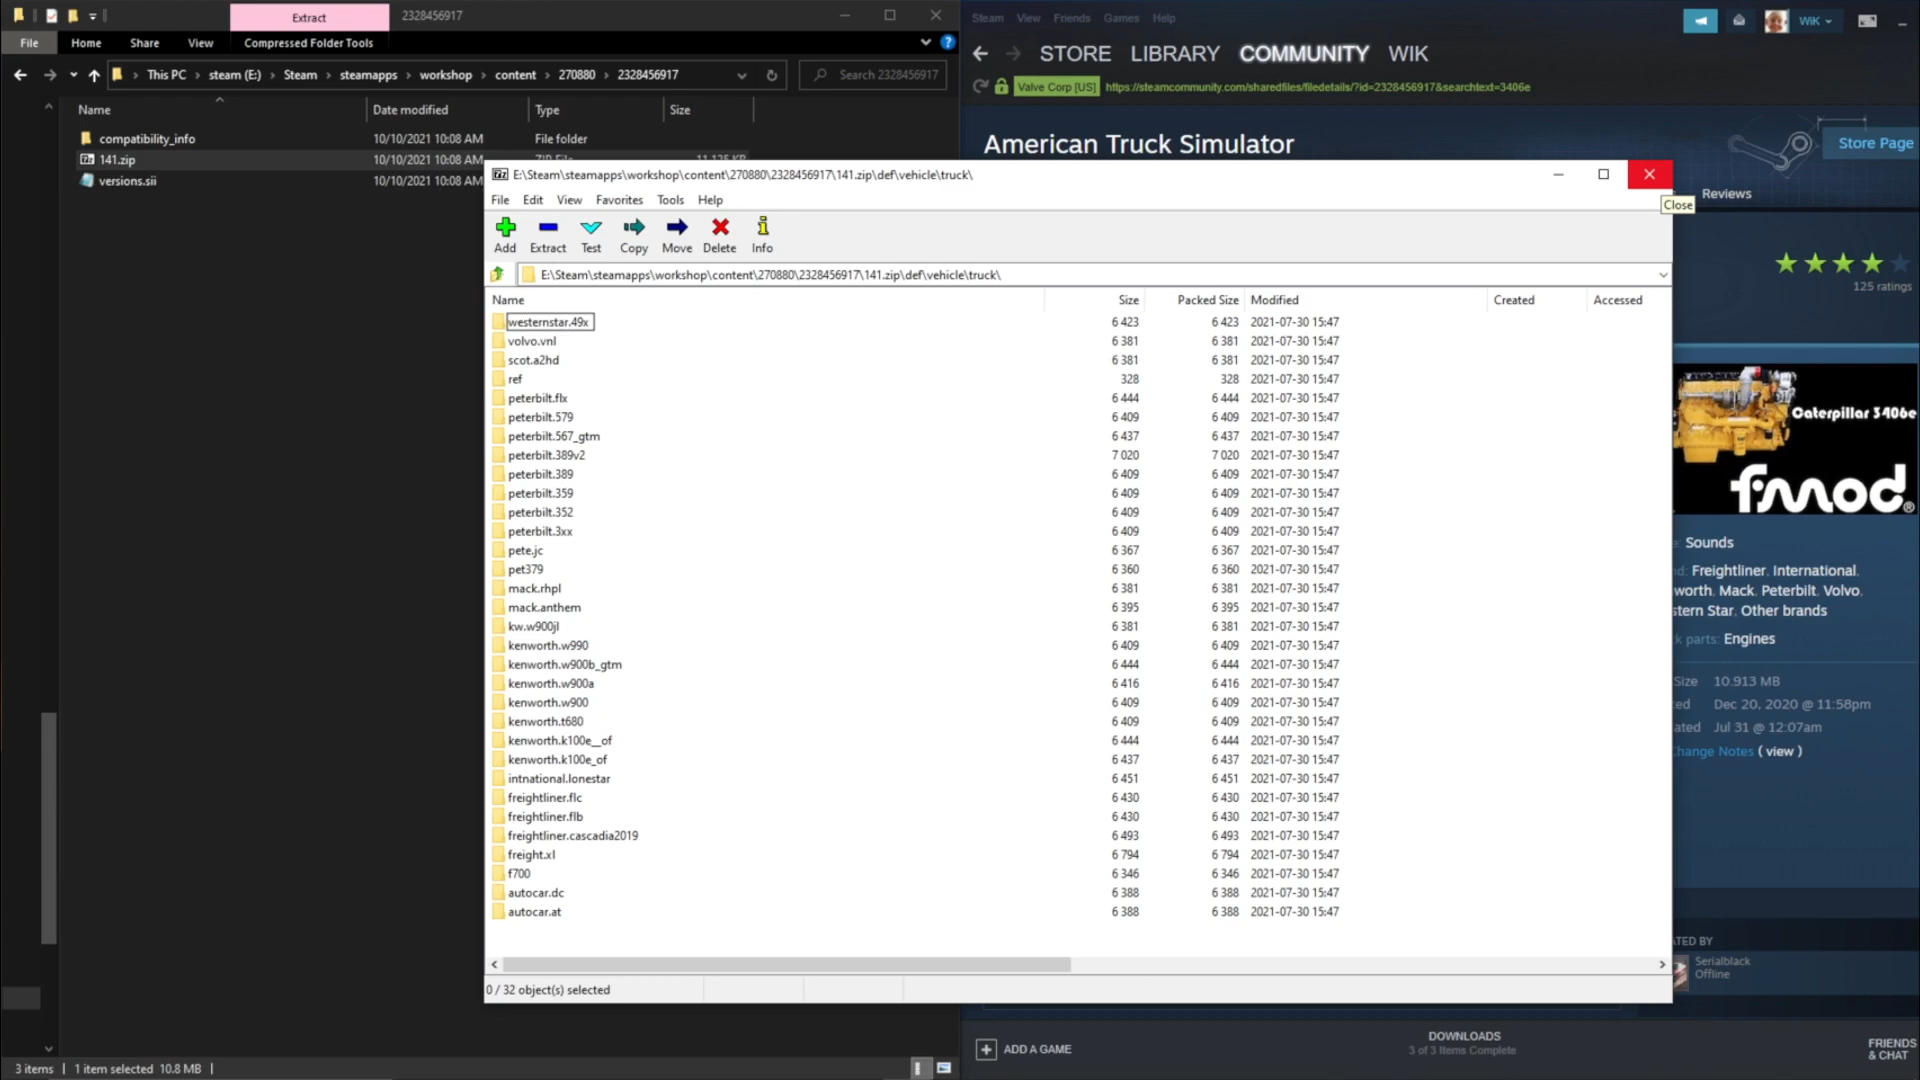 Extract
2328456917
File
Home
Share
View
Compressed Folder Tools
This PC
steam (E:)
Steam
steamapps
workshop
content
270880
2328456917
Search 2328456917
Name
Date modified
Type
Size
compatibility_info 10/10/2021 10:08 AM File folder
141.zip 10/10/2021 10:08 AM ZIP File 11,125 KB
versions.sii 10/10/2021 10:08 AM
3 items
1 item selected 10.8 MB
E:\Steam\steamapps\workshop\content\270880\2328456917\141.zip\def\vehicle\truck\
File Edit View Favorites Tools Help
Add Extract Test Copy Move Delete Info
E:\Steam\steamapps\workshop\content\270880\2328456917\141.zip\def\vehicle\truck\
Name Size Packed Size Modified Created Accessed
westernstar.49x 6 423 6 423 2021-07-30 15:47
volvo.vnl 6 381 6 381 2021-07-30 15:47
scot.a2hd 6 381 6 381 2021-07-30 15:47
ref 328 328 2021-07-30 15:47
peterbilt.flx 6 444 6 444 2021-07-30 15:47
peterbilt.579 6 409 6 409 2021-07-30 15:47
peterbilt.567_gtm 6 437 6 437 2021-07-30 15:47
peterbilt.389v2 7 020 7 020 2021-07-30 15:47
peterbilt.389 6 409 6 409 2021-07-30 15:47
peterbilt.359 6 409 6 409 2021-07-30 15:47
peterbilt.352 6 409 6 409 2021-07-30 15:47
peterbilt.3xx 6 409 6 409 2021-07-30 15:47
pete.jc 6 367 6 367 2021-07-30 15:47
pet379 6 360 6 360 2021-07-30 15:47
mack.rhpl 6 381 6 381 2021-07-30 15:47
mack.anthem 6 395 6 395 2021-07-30 15:47
kw.w900jl 6 381 6 381 2021-07-30 15:47
kenworth.w990 6 409 6 409 2021-07-30 15:47
kenworth.w900b_gtm 6 444 6 444 2021-07-30 15:47
kenworth.w900a 6 416 6 416 2021-07-30 15:47
kenworth.w900 6 409 6 409 2021-07-30 15:47
kenworth.t680 6 409 6 409 2021-07-30 15:47
kenworth.k100e__of 6 444 6 444 2021-07-30 15:47
kenworth.k100e_of 6 437 6 437 2021-07-30 15:47
intnational.lonestar 6 451 6 451 2021-07-30 15:47
freightliner.flc 6 430 6 430 2021-07-30 15:47
freightliner.flb 6 430 6 430 2021-07-30 15:47
freightliner.cascadia2019 6 493 6 493 2021-07-30 15:47
freight.xl 6 794 6 794 2021-07-30 15:47
f700 6 346 6 346 2021-07-30 15:47
autocar.dc 6 388 6 388 2021-07-30 15:47
autocar.at 6 388 6 388 2021-07-30 15:47
0 / 32 object(s) selected
Close
Steam View Friends Games Help
WiK
STORE LIBRARY COMMUNITY WIK
Valve Corp [US] https://steamcommunity.com/sharedfiles/filedetails/?id=2328456917&searchtext=3406e
American Truck Simulator
Store Page
Reviews
125 ratings
Caterpillar 3406e
fmod®
Sounds
Freightliner, International,
worth, Mack, Peterbilt, Volvo,
stern Star, Other brands
parts: Engines
Size 10.913 MB
ed Dec 20, 2020 @ 11:58pm
ated Jul 31 @ 12:07am
Change Notes ( view )
ATED BY
Serialblack
Offline
ADD A GAME
DOWNLOADS
3 of 3 Items Complete
FRIENDS
& CHAT